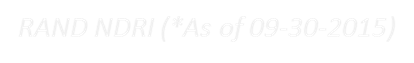 RAND NDRI (*As of 09-30-2015)